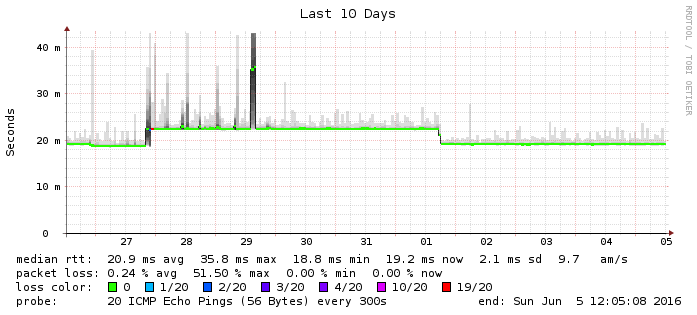 Last 10 Days
RRDTOOL / TOBI OETIKER
Seconds
40 m
30 m
20 m
10 m
0
27 28 29 30 31 01 02 03 04 05
median rtt: 20.9 ms avg 35.8 ms max 18.8 ms min 19.2 ms now 2.1 ms sd 9.7 am/s
packet loss: 0.24 % avg 51.50 % max 0.00 % min 0.00 % now
loss color: 0 1/20 2/20 3/20 4/20 10/20 19/20
probe: 20 ICMP Echo Pings (56 Bytes) every 300s end: Sun Jun 5 12:05:08 2016